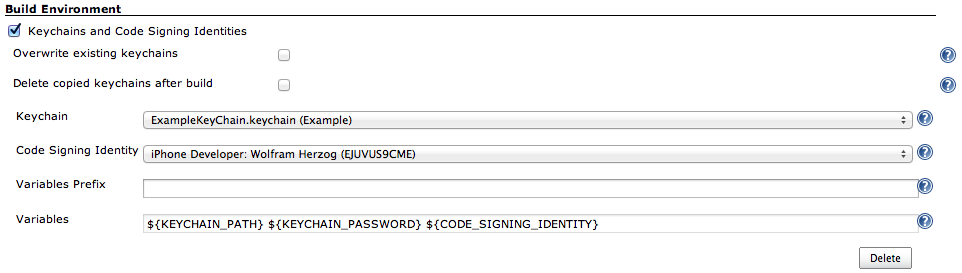 Build Environment
Keychains and Code Signing Identities
Overwrite existing keychains
Delete copied keychains after build
Keychain ExampleKeyChain.keychain (Example)
Code Signing Identity iPhone Developer: Wolfram Herzog (EJUVUS9CME)
Variables Prefix
Variables ${KEYCHAIN_PATH} ${KEYCHAIN_PASSWORD} ${CODE_SIGNING_IDENTITY}
Delete